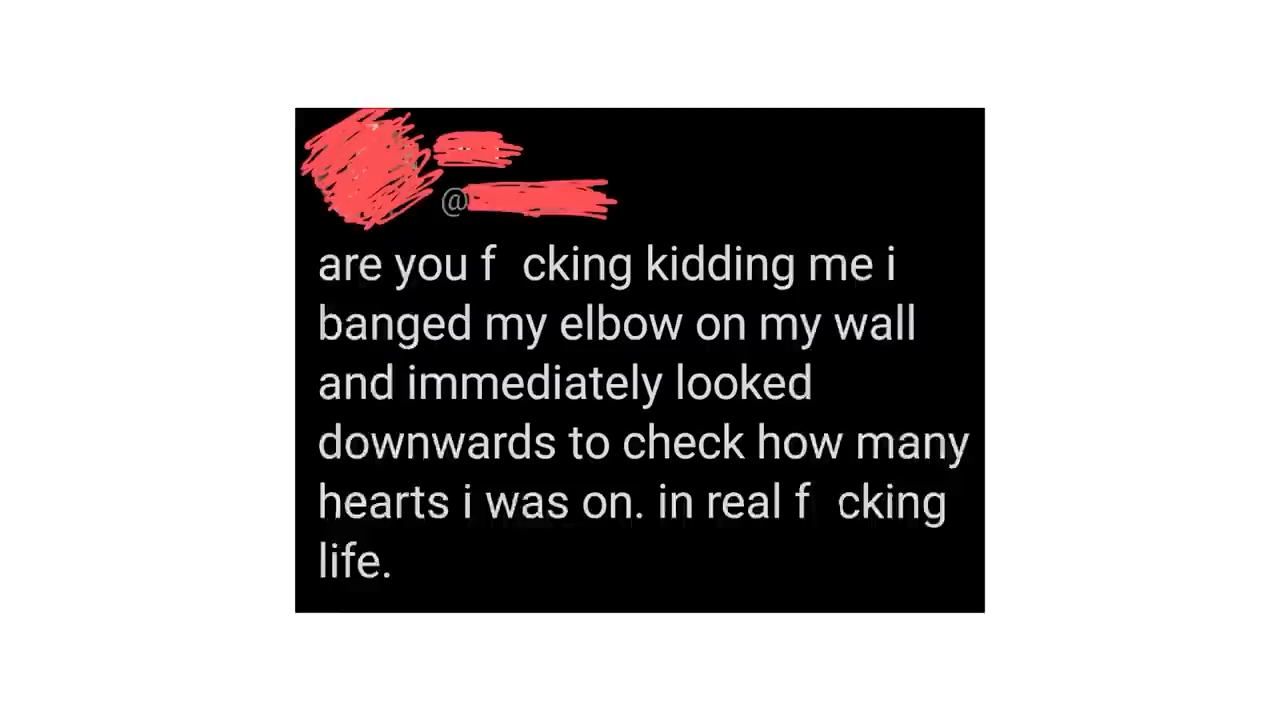 @
are you f cking kidding me i
banged my elbow on my wall
and immediately looked
downwards to check how many
hearts i was on. in real f cking
life.